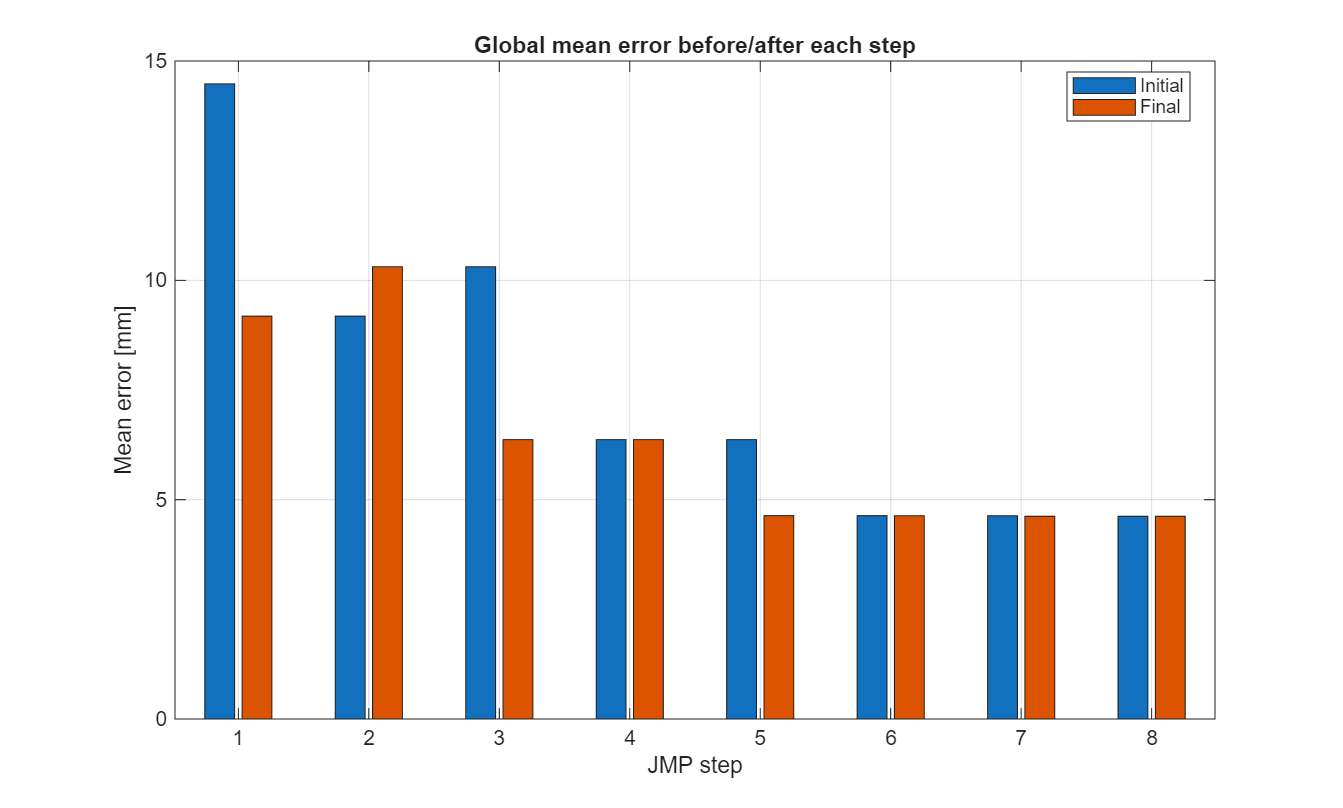 Global mean error before/after each step
Initial
Final
Mean error [mm]
15
10
5
0
1 2 3 4 5 6 7 8
JMP step